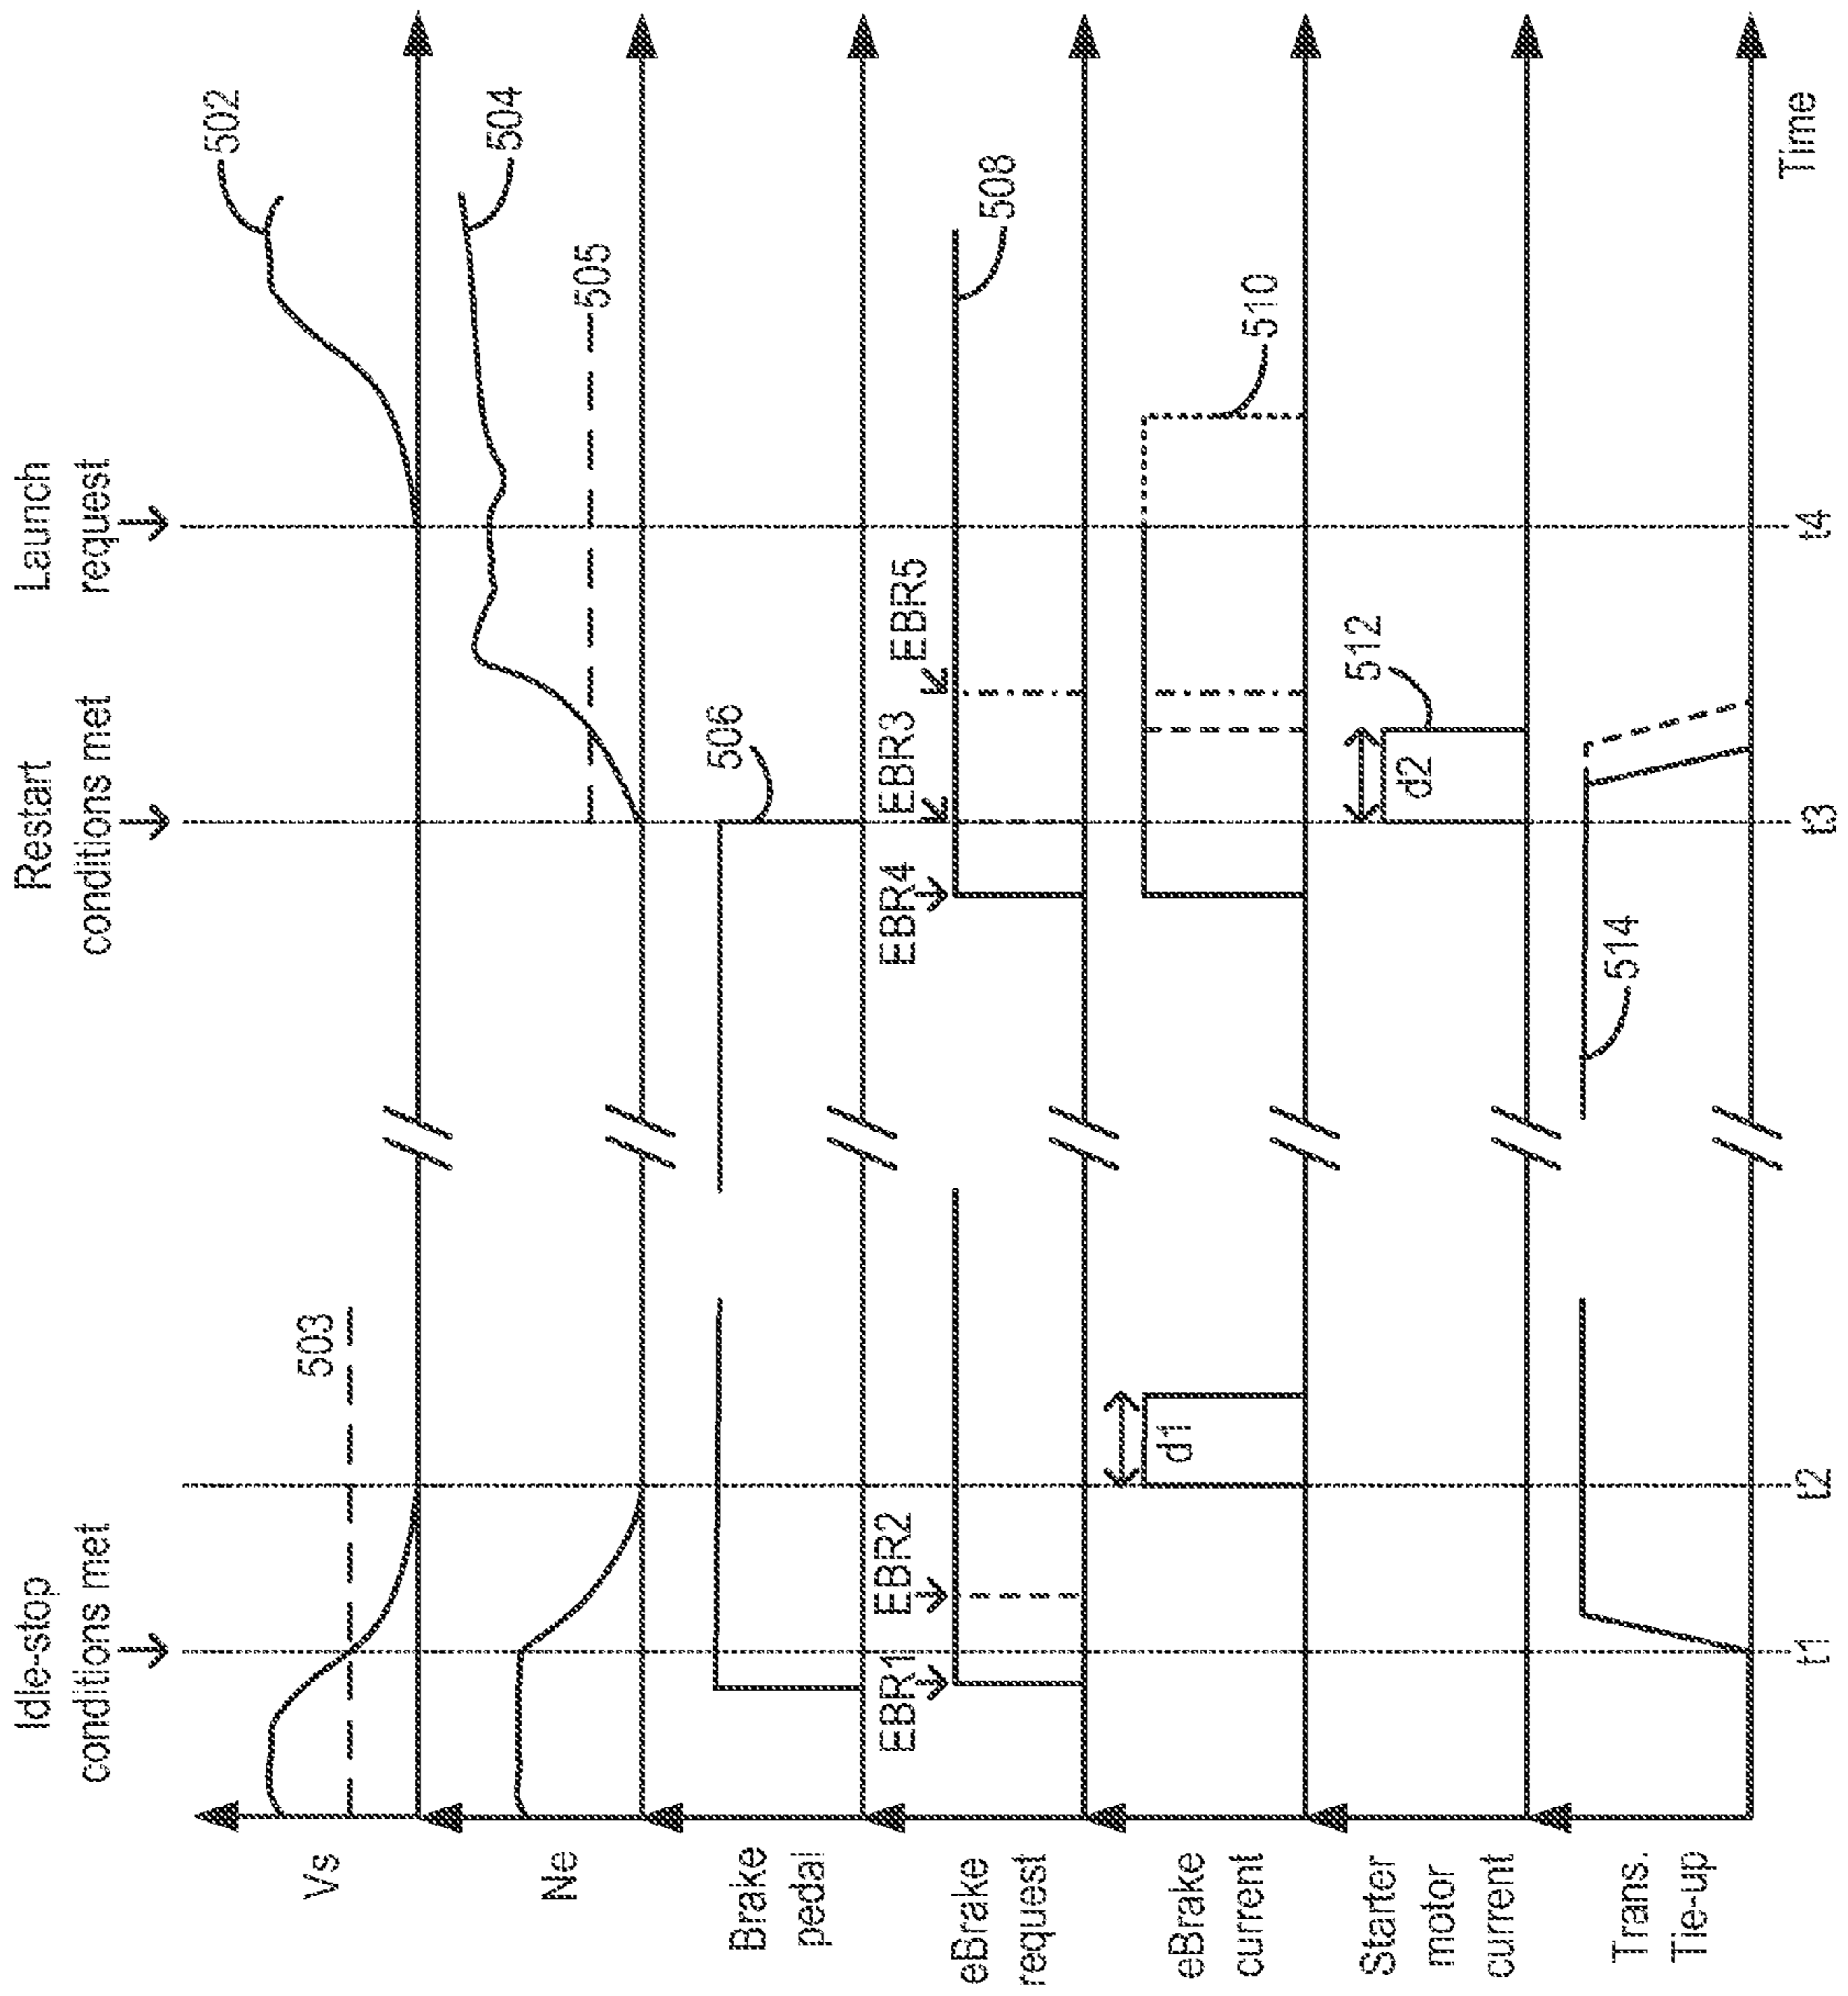 Idle-stop
conditions met
Restart
conditions met
Launch
request
Vs
503
502
Ne
504
505
Brake
pedal
506
eBrake
request
EBR1
EBR2
EBR4
EBR3
EBR5
508
eBrake
current
d1
510
Starter
motor
current
d2
512
Trans.
Tie-up
514
t1
t2
t3
t4
Time